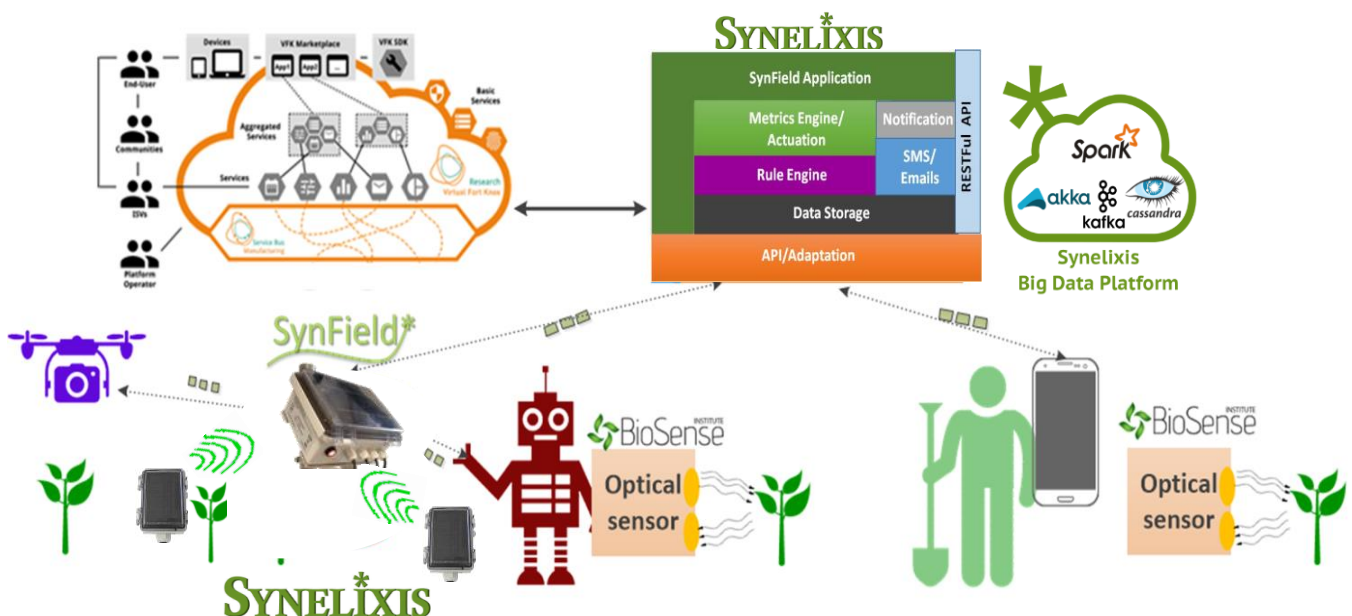 Devices
VFK Marketplace
VFK SDK
App1
App2
...
End-User
Basic
Services
Aggregated
Services
Communities
Services
Research
Virtual Fort Knox
ISVs
Service Bus
Manufacturing
Platform
Operator
SYNELIXIS
SynField Application
Metrics Engine/
Actuation
Notification
SMS/
Emails
Rule Engine
Data Storage
API/Adaptation
RESTFul API
Spark
akka
kafka
cassandra
Synelixis
Big Data Platform
SynField*
BioSense
INSTITUTE
Optical
sensor
BioSense
INSTITUTE
Optical
sensor
SYNELIXIS